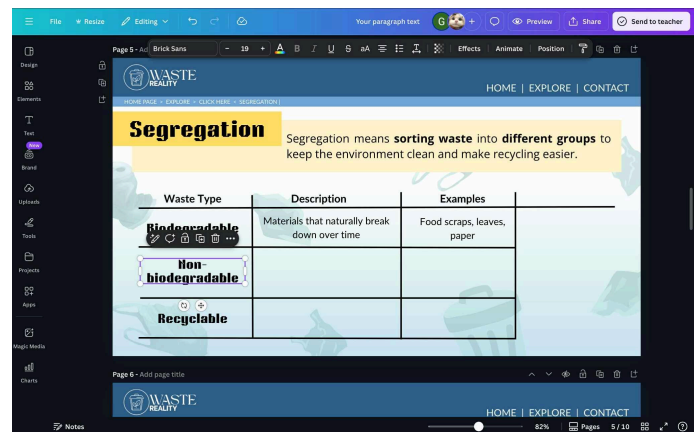 File Resize Editing Your paragraph text G + Preview Share Send to teacher
Page 5 - Ad Brick Sans - 19 + A B I U S aA Effects Animate Position
Design
Elements
Text
New
Brand
Uploads
Tools
Projects
Apps
Magic Media
Charts
WASTE
REALITY
HOME | EXPLORE | CONTACT
HOME PAGE > EXPLORE > CLICK HERE > SEGREGATION |
Segregation
Segregation means sorting waste into different groups to
keep the environment clean and make recycling easier.
Waste Type Description Examples
Biodegradable Materials that naturally break Food scraps, leaves,
down over time paper
Non-
biodegradable
Recyclable
Page 6 - Add page title
WASTE
REALITY
HOME | EXPLORE | CONTACT
Notes 82% Pages 5 / 10